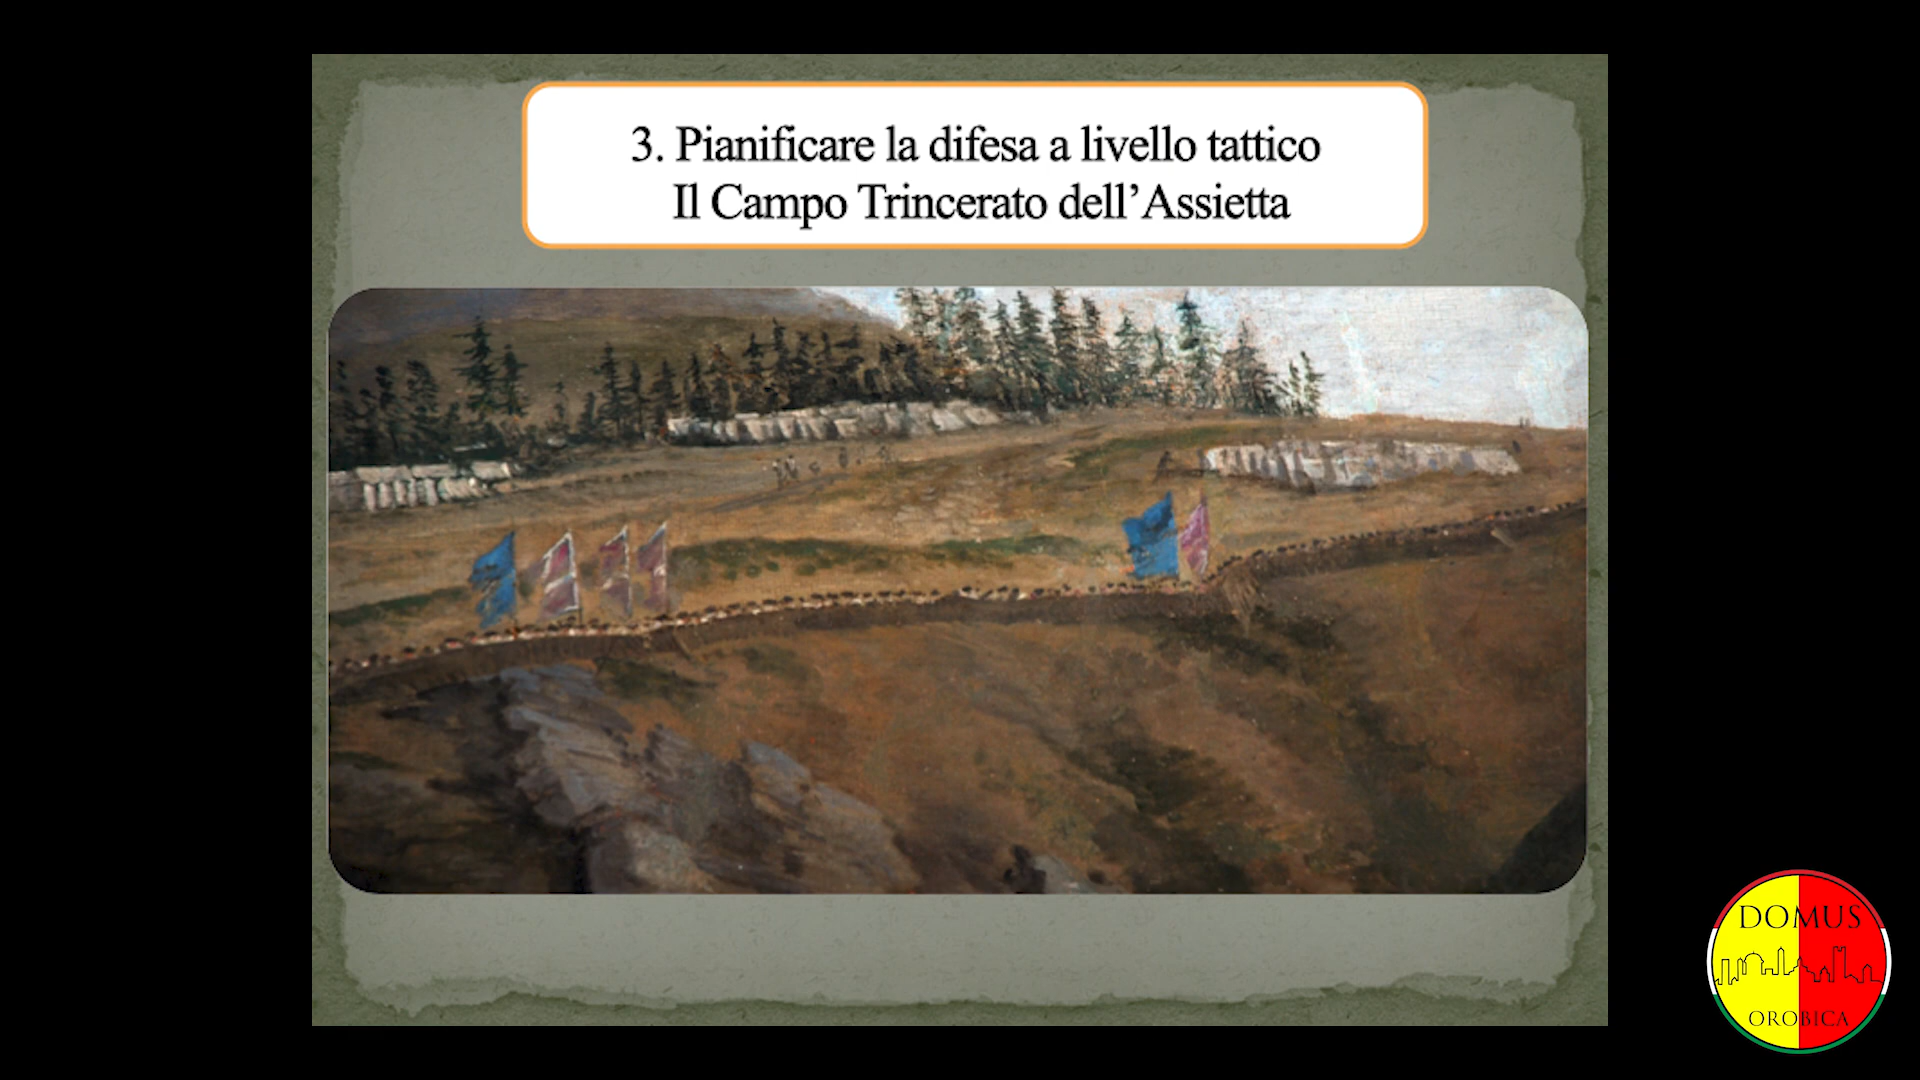 3. Pianificare la difesa a livello tattico
Il Campo Trincerato dell’Assietta
DOMUS
OROBICA